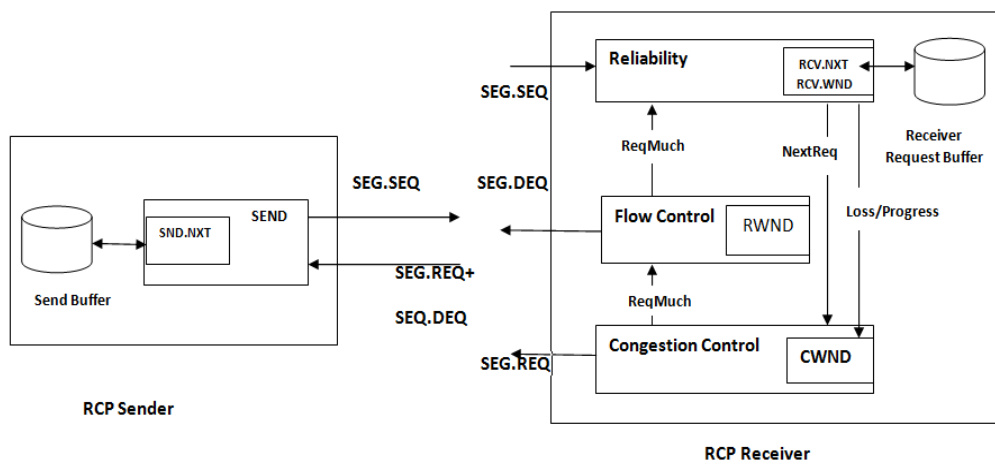 SEND
SND.NXT
Send Buffer
RCP Sender
SEG.SEQ
SEG.REQ+
SEQ.DEQ
SEG.SEQ
SEG.DEQ
SEG.REQ
Reliability
RCV.NXT
RCV.WND
Receiver
Request Buffer
ReqMuch
NextReq
Loss/Progress
Flow Control
RWND
ReqMuch
Congestion Control
CWND
RCP Receiver